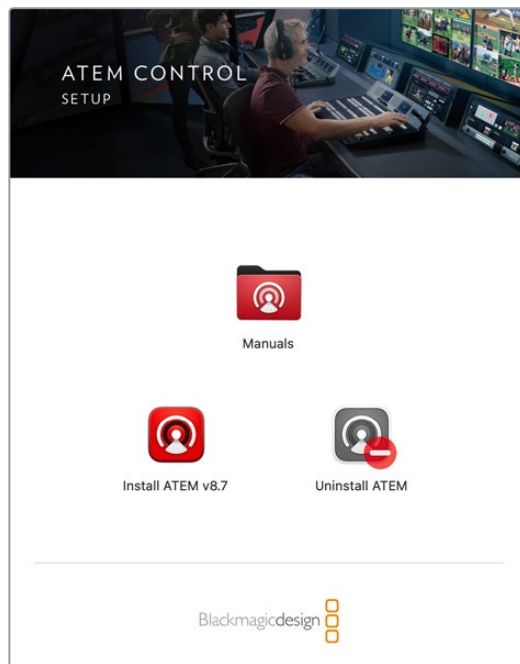 ATEM CONTROL
SETUP
Manuals
Install ATEM v8.7
Uninstall ATEM
Blackmagicdesign